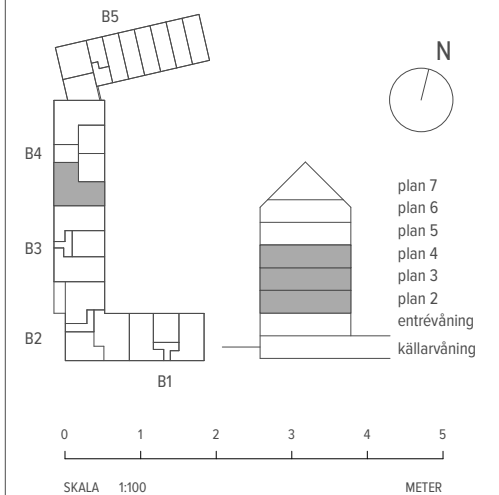 B5
N
B4
B3
B2
B1
plan 7
plan 6
plan 5
plan 4
plan 3
plan 2
entrévåning
källarvåning
0 1 2 3 4 5
SKALA 1:100 METER